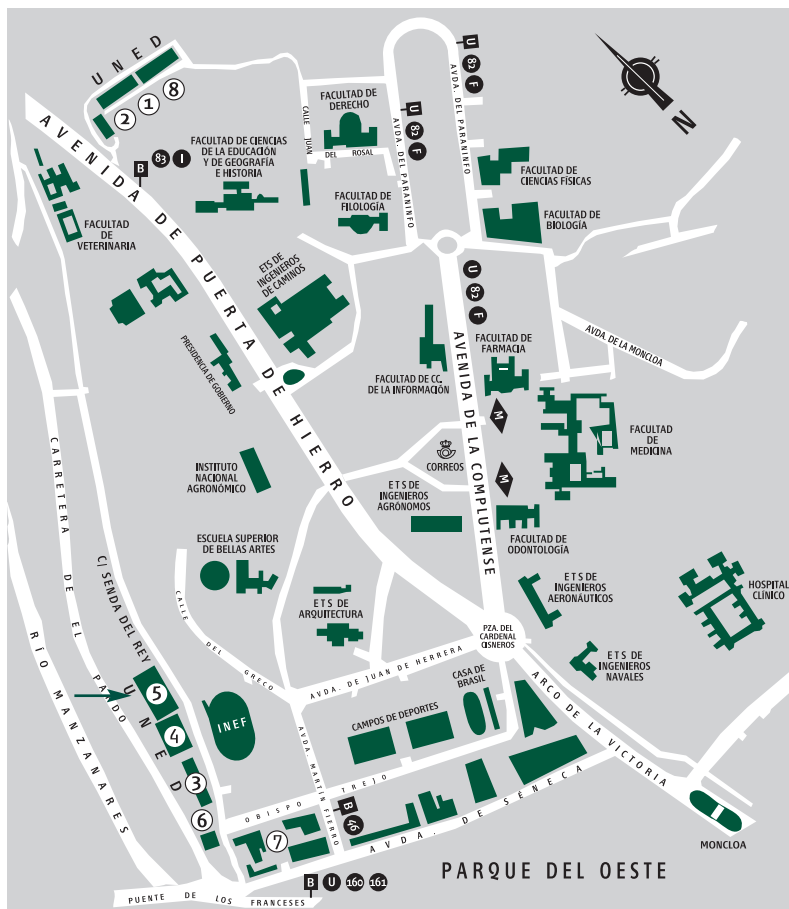 UNED
2
1
8
AVENIDA DE PUERTA DE HIERRO
B
83
I
FACULTAD DE CIENCIAS
DE LA EDUCACIÓN
Y DE GEOGRAFÍA
E HISTORIA
FACULTAD DE
DERECHO
CALLE JUAN
DEL ROSAL
U
82
F
AVDA. DEL PARANINFO
U
82
F
AVDA. DEL PARANINFO
N
FACULTAD DE
CIENCIAS FÍSICAS
FACULTAD DE
BIOLOGÍA
FACULTAD DE
FILOLOGÍA
FACULTAD
DE
VETERINARIA
ETS DE
INGENIEROS
DE CAMINOS
PRESIDENCIA DE GOBIERNO
U
82
F
AVENIDA DE LA COMPLUTENSE
FACULTAD DE
FARMACIA
AVDA. DE LA MONCLOA
FACULTAD DE CC.
DE LA INFORMACIÓN
M
FACULTAD
DE
MEDICINA
CORREOS
M
INSTITUTO
NACIONAL
AGRONÓMICO
ETS DE
INGENIEROS
AGRÓNOMOS
FACULTAD DE
ODONTOLOGÍA
CARRETERA DE EL PARDO
C/ SENDA DEL REY
ESCUELA SUPERIOR
DE BELLAS ARTES
ETS DE
ARQUITECTURA
ETS DE
INGENIEROS
AERONÁUTICOS
HOSPITAL
CLÍNICO
RÍO MANZANARES
CALLE DEL GRECO
PZA. DEL
CARDENAL
CISNEROS
ETS DE
INGENIEROS
NAVALES
AVDA. DE JUAN DE HERRERA
CASA DE
BRASIL
ARCO DE LA VICTORIA
UNED
5
4
3
6
INEF
CAMPOS DE DEPORTES
AVDA. MARTÍN FIERRO
OBISPO TREJO
7
B
46
AVDA. DE SÉNECA
MONCLOA
PARQUE DEL OESTE
PUENTE DE LOS FRANCESES
B
U
160
161